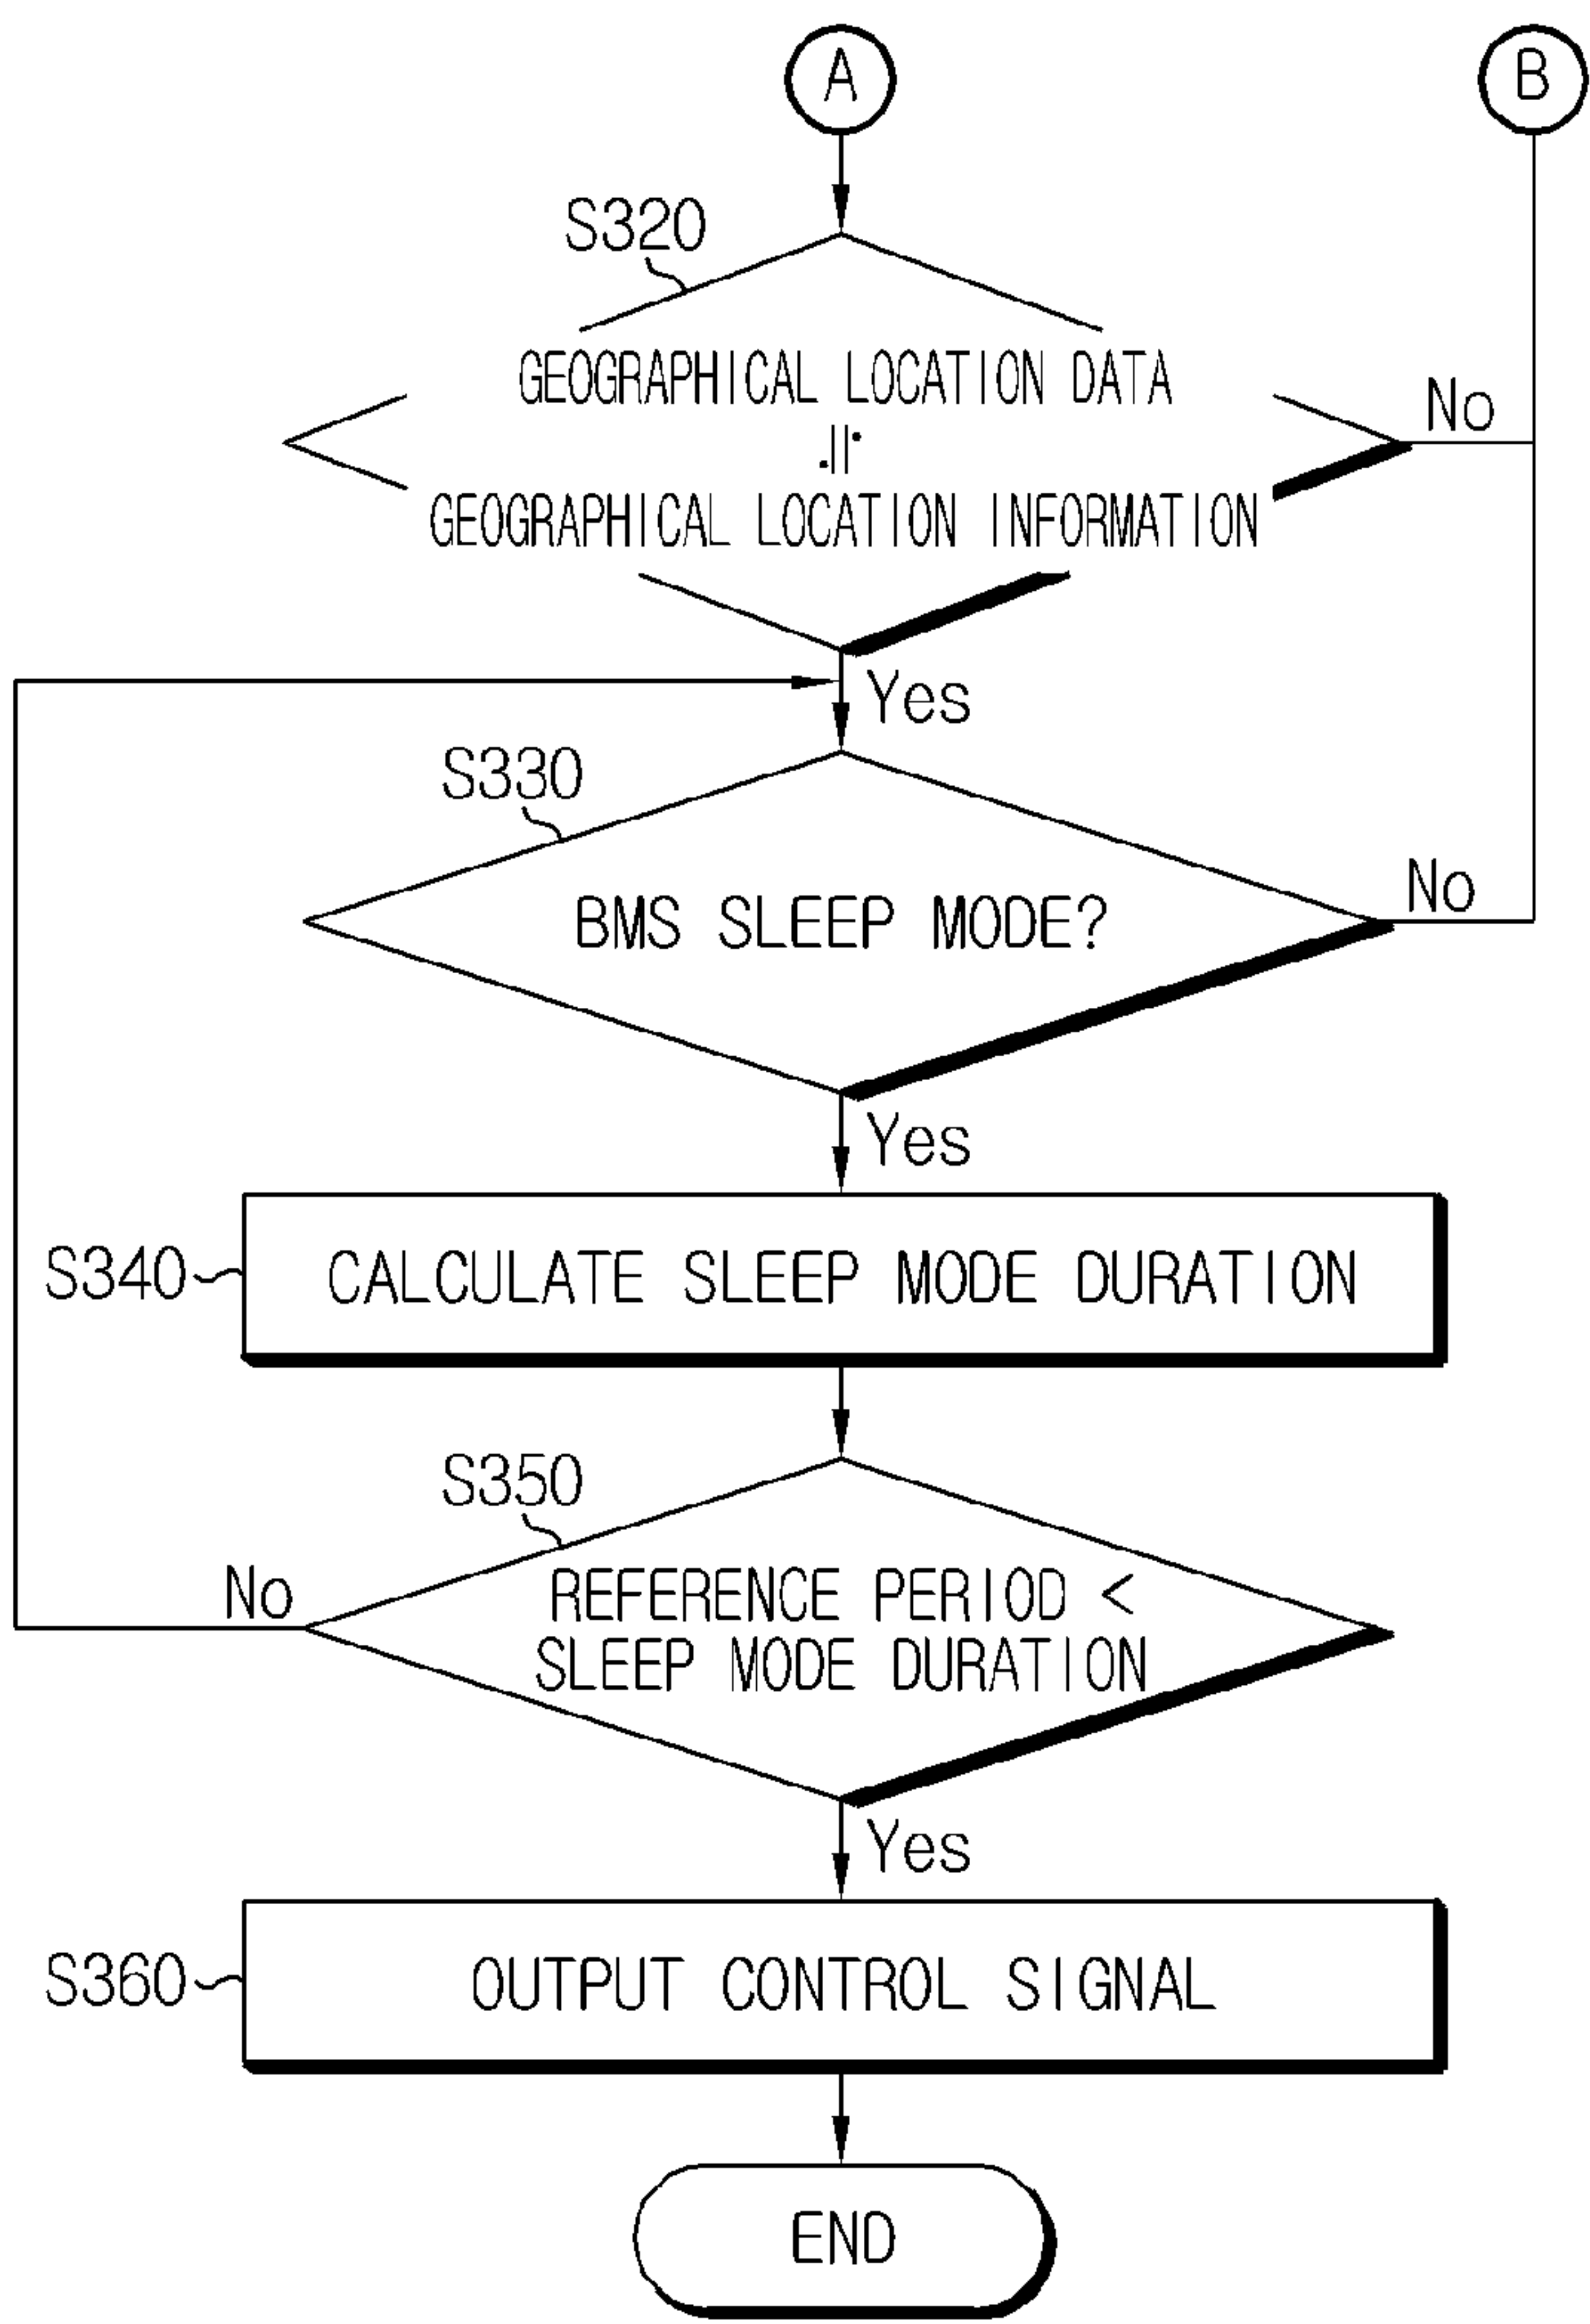 A
B
S320
GEOGRAPHICAL LOCATION DATA
≒
GEOGRAPHICAL LOCATION INFORMATION
No
Yes
S330
BMS SLEEP MODE?
No
Yes
S340
CALCULATE SLEEP MODE DURATION
S350
No
REFERENCE PERIOD <
SLEEP MODE DURATION
Yes
S360
OUTPUT CONTROL SIGNAL
END